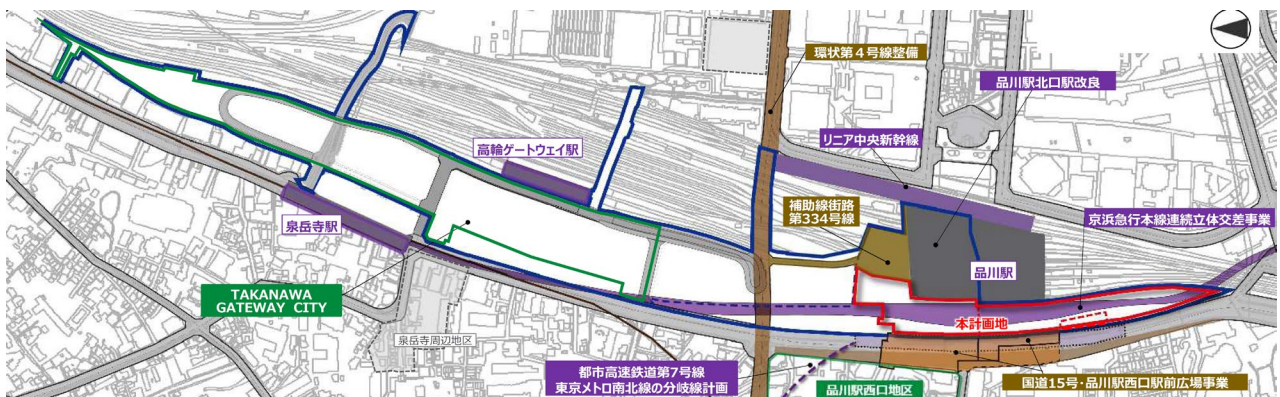 環状第4号線整備
品川駅北口駅改良
リニア中央新幹線
高輪ゲートウェイ駅
補助線街路
第334号線
京浜急行本線連続立体交差事業
泉岳寺駅
品川駅
TAKANAWA
GATEWAY CITY
本計画地
泉岳寺周辺地区
都市高速鉄道第7号線
東京メトロ南北線の分岐線計画
品川駅西口地区
国道15号・品川駅西口駅前広場事業